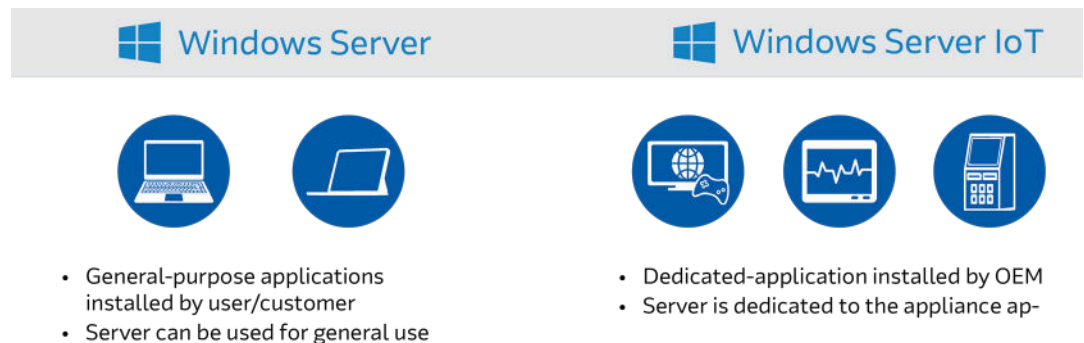 Windows Server
Windows Server IoT
• General-purpose applications
installed by user/customer
• Server can be used for general use
• Dedicated-application installed by OEM
• Server is dedicated to the appliance ap-